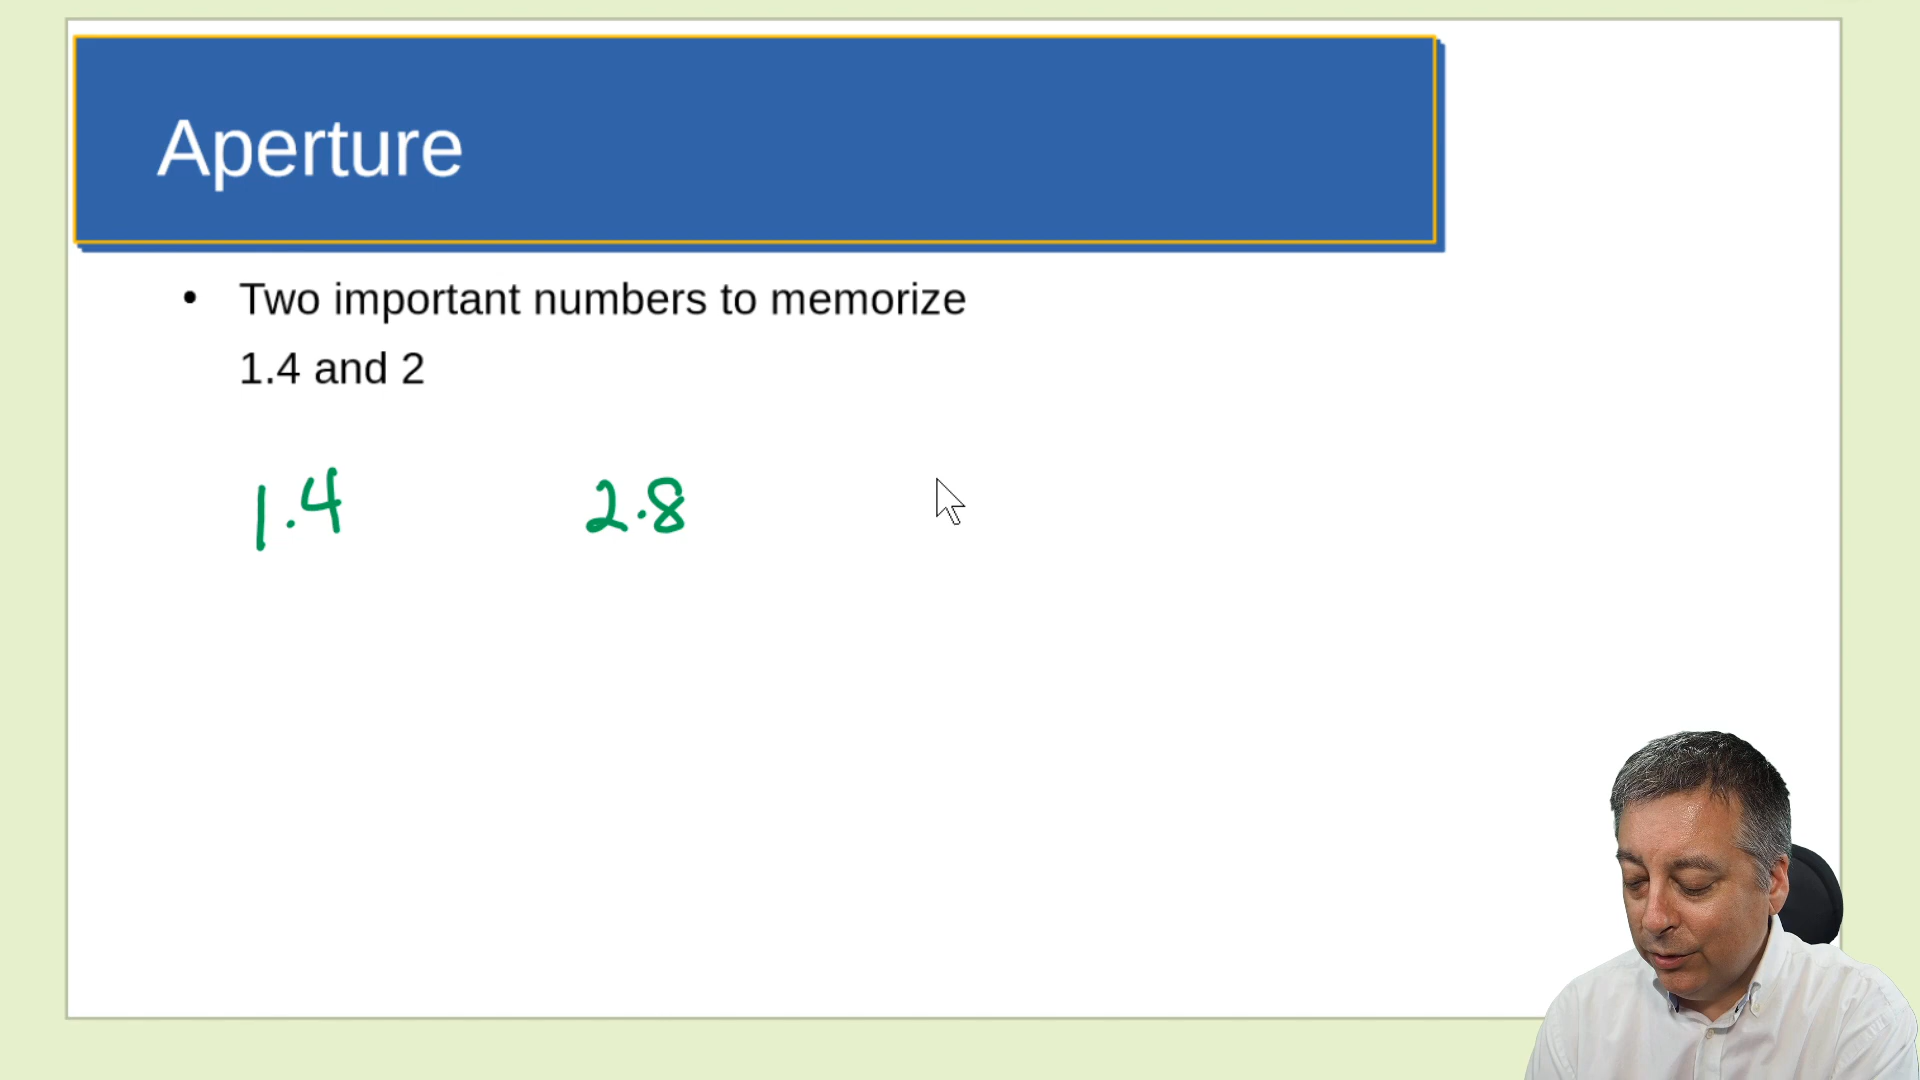 Aperture
• Two important numbers to memorize
1.4 and 2
1.4 2.8